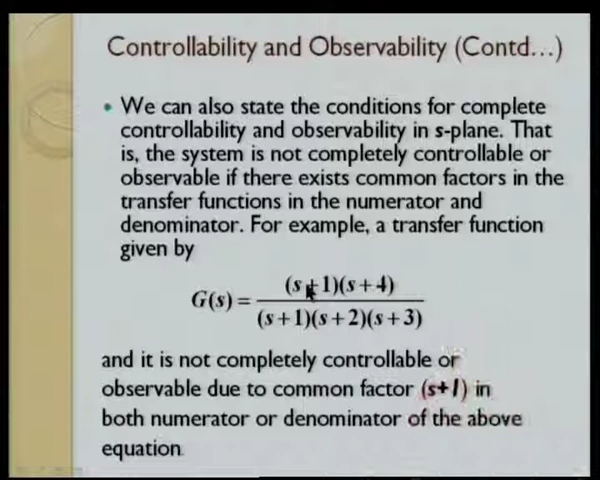 Controllability and Observability (Contd...)
• We can also state the conditions for complete
controllability and observability in s-plane. That
is, the system is not completely controllable or
observable if there exists common factors in the
transfer functions in the numerator and
denominator. For example, a transfer function
given by
G(s) = (s+1)(s+4) / (s+1)(s+2)(s+3)
and it is not completely controllable or
observable due to common factor (s+1) in
both numerator or denominator of the above
equation